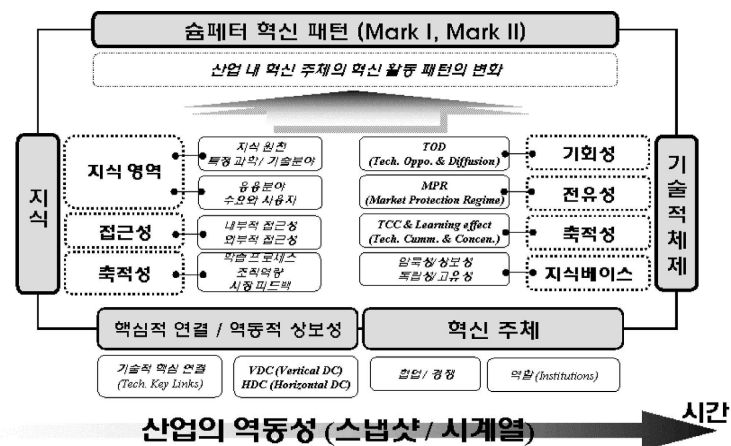 슘페터 혁신 패턴 (Mark I, Mark II)
산업 내 혁신 주체의 혁신 활동 패턴의 변화
지식
지식 영역
지식 원천
특정 과학/ 기술분야
응용분야
수요와 사용자
접근성
내부적 접근성
외부적 접근성
축적성
학습 프로세스
조직역량
시장 피드백
TOD
(Tech. Oppo. & Diffusion)
기회성
MPR
(Market Protection Regime)
전유성
TCC & Learning effect
(Tech. Cumm. & Concen.)
축적성
암묵성/상보성
독립성/고유성
지식베이스
기술적체제
핵심적 연결 / 역동적 상보성
혁신 주체
기술적 핵심 연결
(Tech. Key Links)
VDC (Vertical DC)
HDC (Horizontal DC)
협업/ 경쟁
역할 (Institutions)
산업의 역동성 (스냅샷 / 시계열)
시간